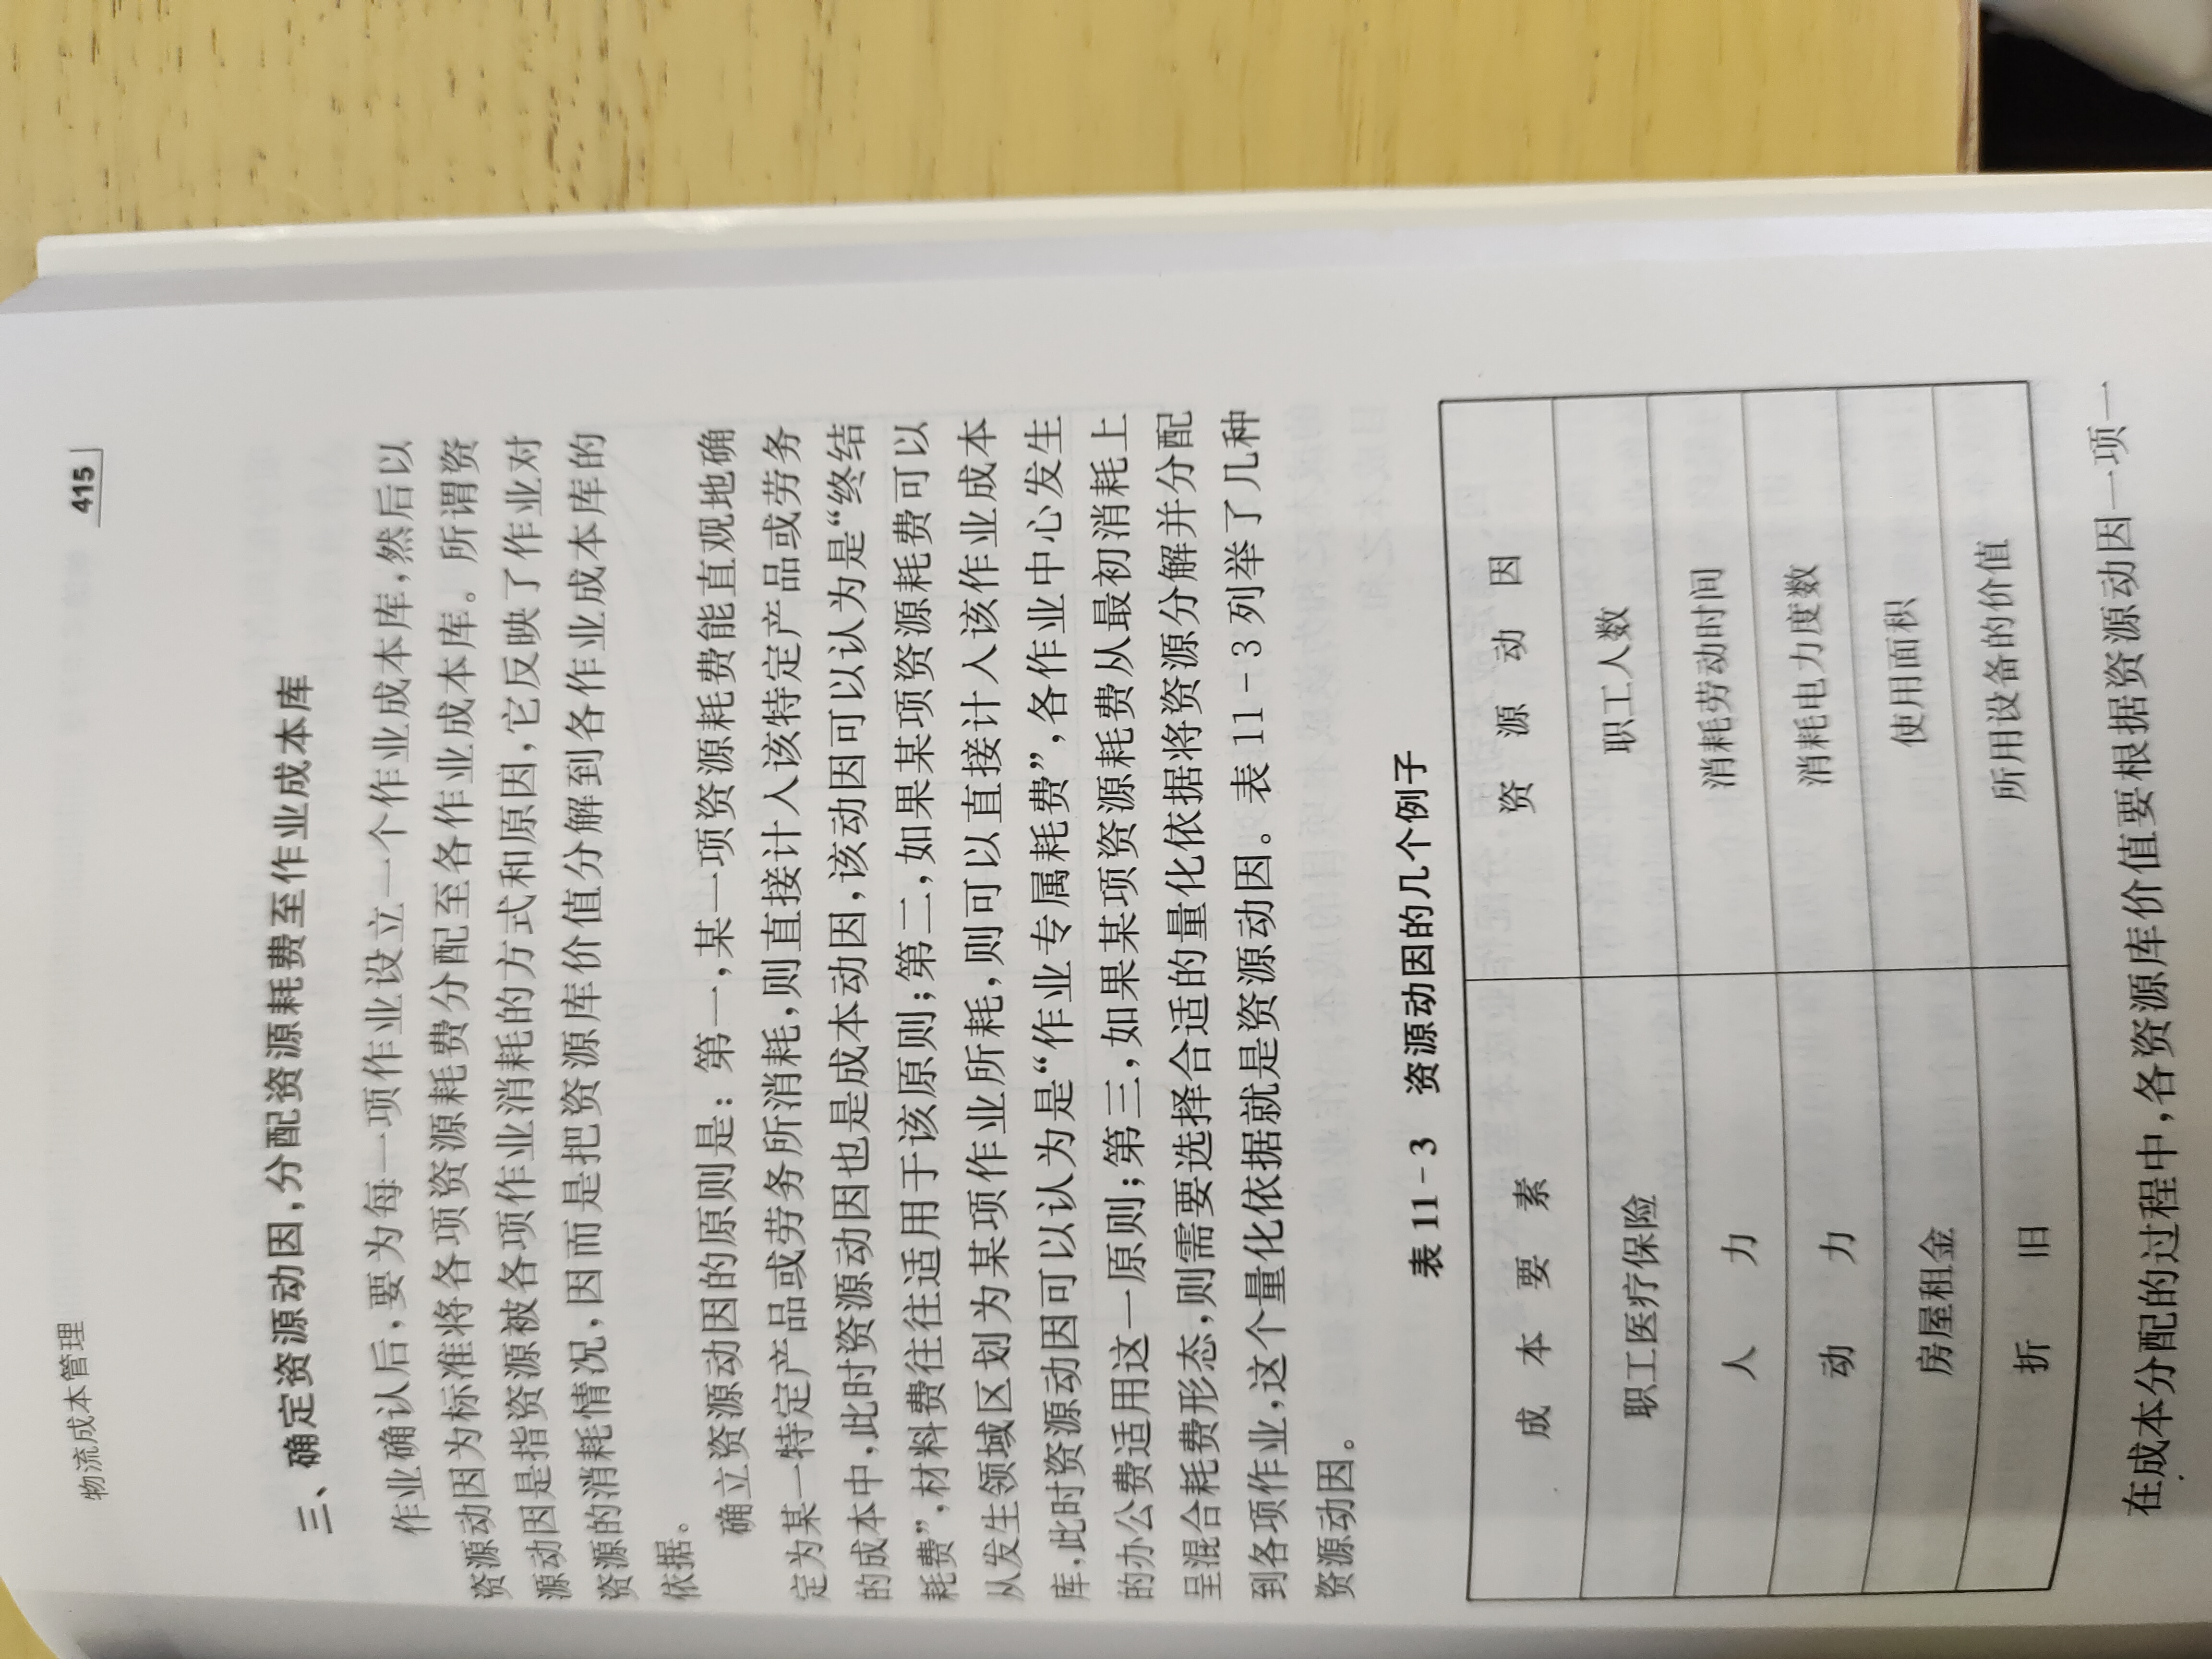 物流成本管理
415
三、确定资源动因,分配资源耗费至作业成本库
作业确认后,要为每一项作业设立一个作业成本库,然后以
资源动因为标准将各项资源耗费分配至各作业成本库。所谓资
源动因是指资源被各项作业消耗的方式和原因,它反映了作业对
资源的消耗情况,因而是把资源库价值分解到各作业成本库的
依据。
确立资源动因的原则是：第一,某一项资源耗费能直观地确
定为某一特定产品或劳务所消耗,则直接计入该特定产品或劳务
的成本中,此时资源动因也是成本动因,该动因可以认为是“终结
耗费”,材料费往往适用于该原则;第二,如果某项资源耗费可以
从发生领域区划为某项作业所耗,则可以直接计入该作业成本
库,此时资源动因可以认为是“作业专属耗费”,各作业中心发生
的办公费适用这一原则;第三,如果某项资源耗费从最初消耗上
呈混合耗费形态,则需要选择合适的量化依据将资源分解并分配
到各项作业,这个量化依据就是资源动因。表 11-3 列举了几种
资源动因。
表 11-3 资源动因的几个例子
成本要素 资源动因
职工医疗保险 职工人数
人力 消耗劳动时间
动力 消耗电力度数
房屋租金 使用面积
折旧 所用设备的价值
在成本分配的过程中,各资源库价值要根据资源动因一项一